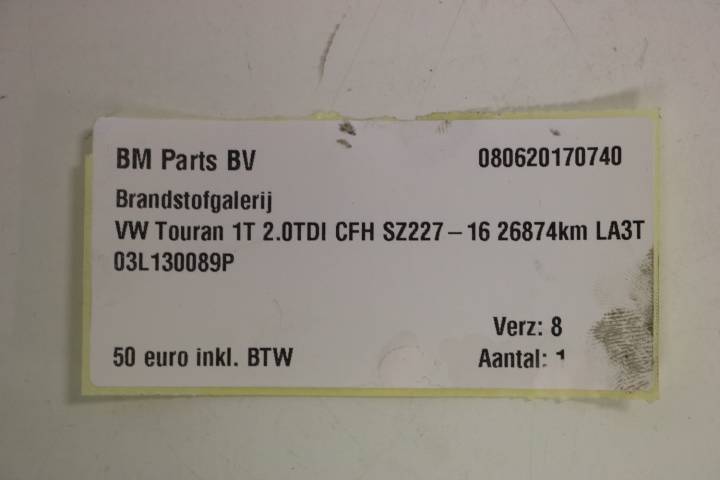 BM Parts BV 080620170740
Brandstofgalerij
VW Touran 1T 2.0TDI CFH SZ227-16 26874km LA3T
03L130089P
Verz: 8
50 euro inkl. BTW Aantal: 1